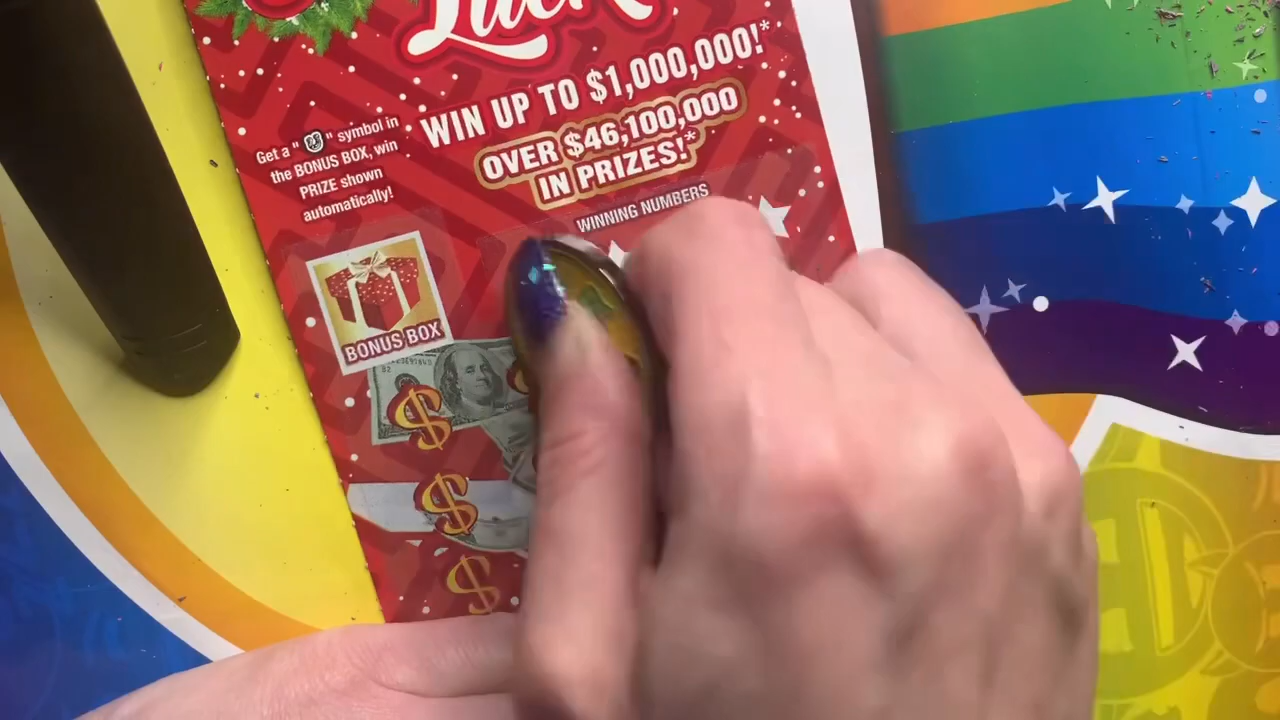 Luck
WIN UP TO $1,000,000!*
OVER $46,100,000
IN PRIZES!*
Get a " " symbol in
the BONUS BOX, win
PRIZE shown
automatically!
WINNING NUMBERS
BONUS BOX
$
$
$